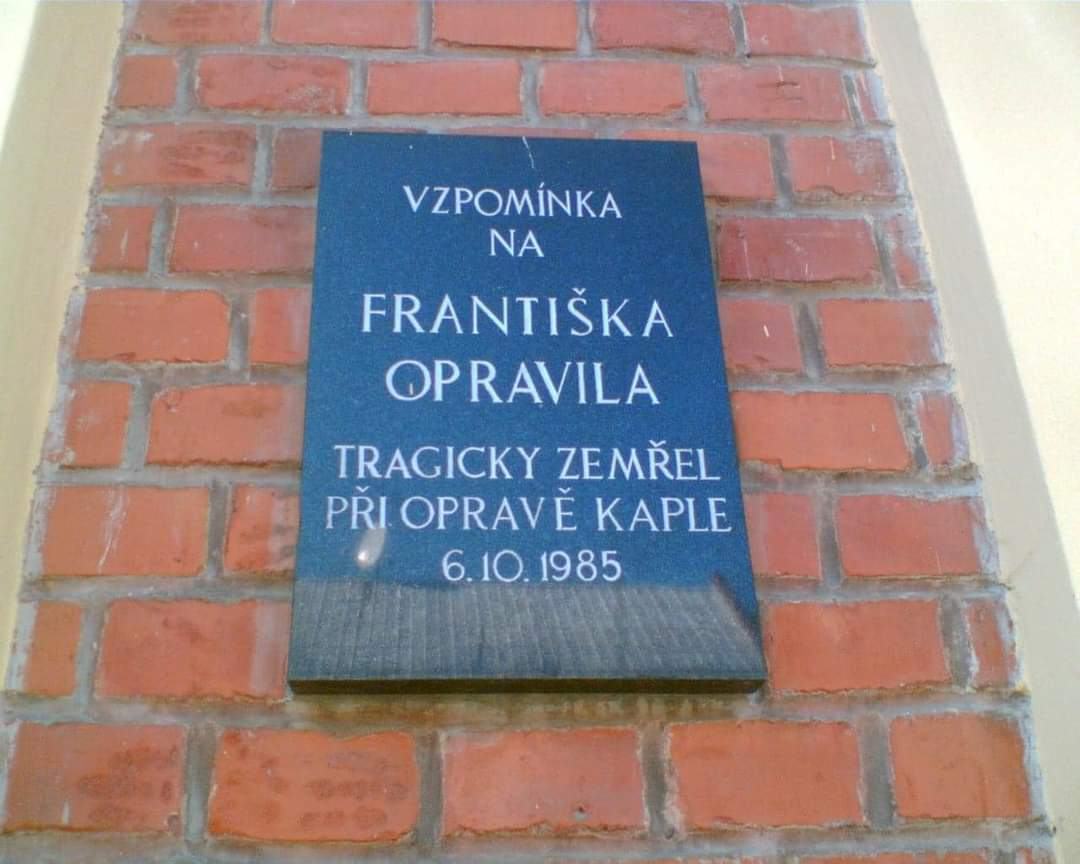 VZPOMÍNKA
NA
FRANTIŠKA
OPRAVILA
TRAGICKY ZEMŘEL
PŘI OPRAVĚ KAPLE
6.10.1985